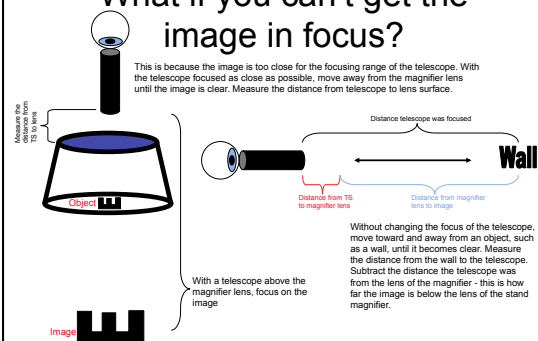 What if you can't get the
image in focus?
This is because the image is too close for the focusing range of the telescope. With
the telescope focused as close as possible, move away from the magnifier lens
until the image is clear. Measure the distance from telescope to lens surface.
Measure the
distance from
TS to lens
Distance telescope was focused
Wall
Object
Distance from TS
to magnifier lens
Distance from magnifier
lens to image
Without changing the focus of the telescope,
move toward and away from an object, such
as a wall, until it becomes clear. Measure
the distance from the wall to the telescope.
Subtract the distance the telescope was
from the lens of the magnifier - this is how
far the image is below the lens of the stand
magnifier.
With a telescope above the
magnifier lens, focus on the
image
Image